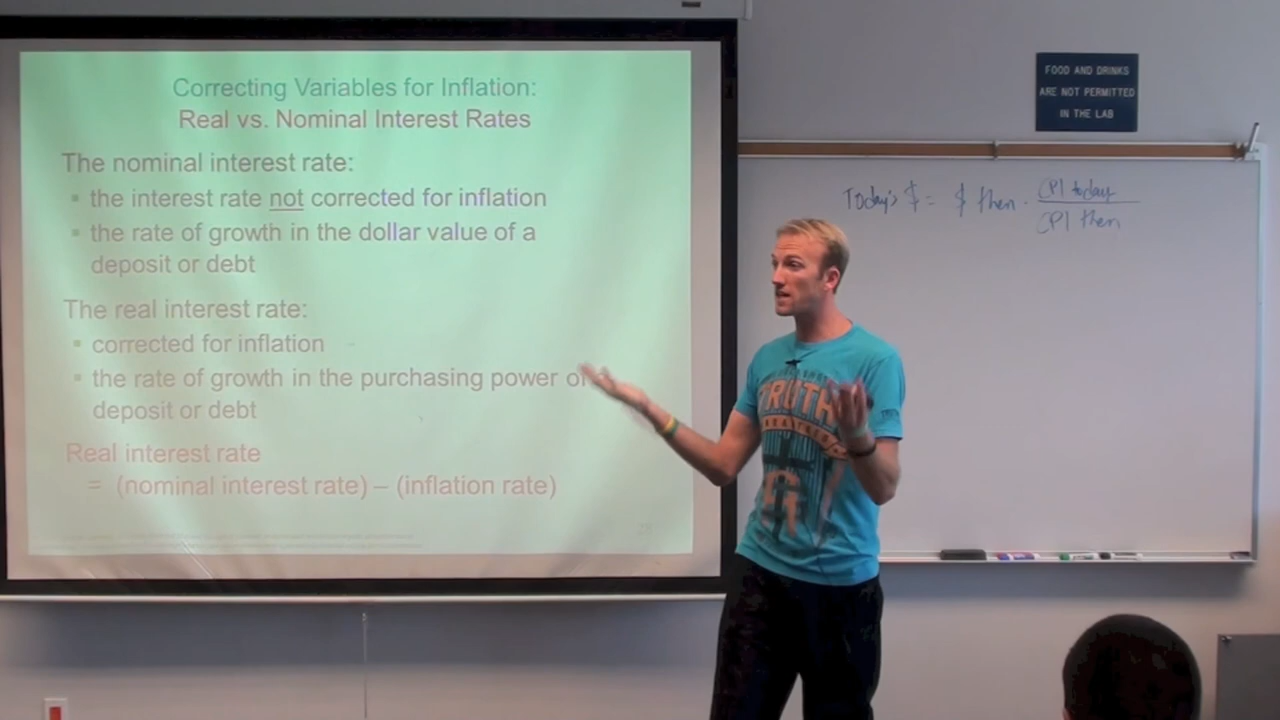 Correcting Variables for Inflation:
Real vs. Nominal Interest Rates
The nominal interest rate:
▪ the interest rate not corrected for inflation
▪ the rate of growth in the dollar value of a
deposit or debt
The real interest rate:
▪ corrected for inflation
▪ the rate of growth in the purchasing power of
deposit or debt
Real interest rate
= (nominal interest rate) – (inflation rate)
FOOD AND DRINKS
ARE NOT PERMITTED
IN THE LAB
Today's $ = $ then · CPI today
CPI then
TRUTH